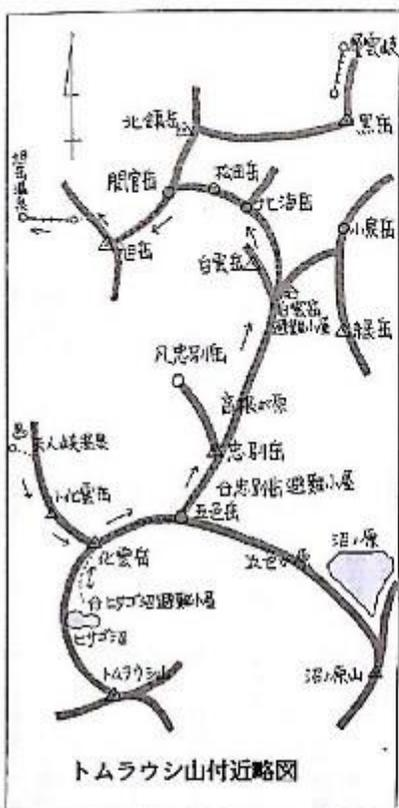 層雲峡
黒岳
北鎮岳
旭岳温泉
間宮岳
松田岳
北海岳
旭岳
小泉岳
白雲岳
白雲岳
避難小屋
緑岳
凡忠別岳
高根ヶ原
忠別岳
天人峡温泉
忠別岳避難小屋
小化雲岳
五色岳
沼ノ原
化雲岳
五色ヶ原
ヒサゴ沼避難小屋
ヒサゴ沼
トムラウシ山
沼ノ原山
トムラウシ山付近略図